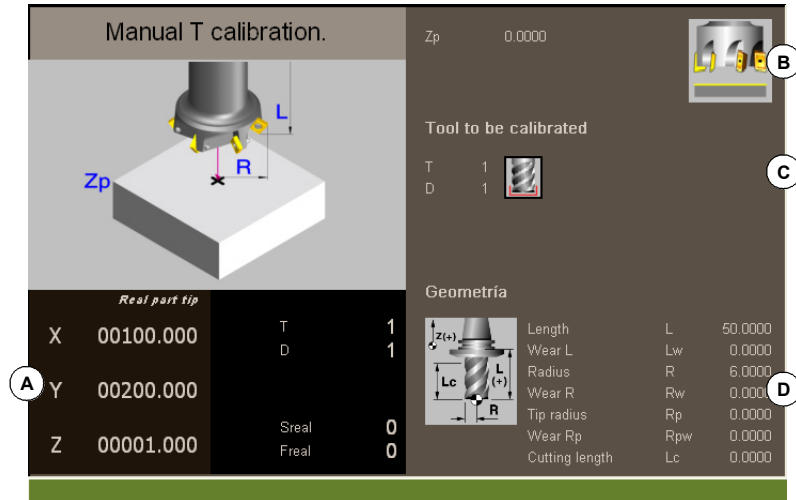 Manual T calibration.
L
R
Zp
Zp 0.0000
B
Tool to be calibrated
T 1
D 1
C
Real part tip
X 00100.000
Y 00200.000
Z 00001.000
A
T 1
D 1
Sreal 0
Freal 0
Geometría
Z(+)
Lc
L
(+)
R
Length L 50.0000
Wear L Lw 0.0000
Radius R 6.0000
Wear R Rw 0.000
Tip radius Rp 0.0000
Wear Rp Rpw 0.0000
Cutting length Lc 0.0000
D